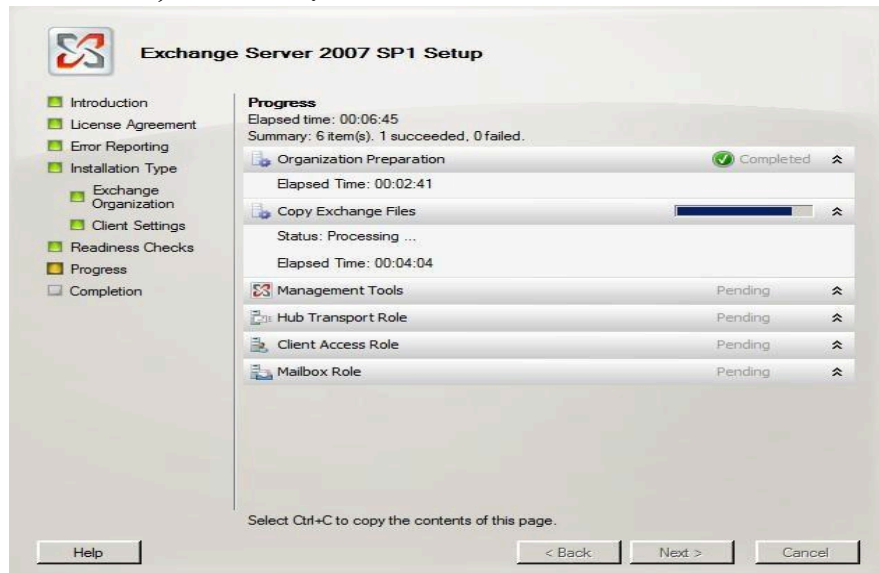 Exchange Server 2007 SP1 Setup
Introduction
License Agreement
Error Reporting
Installation Type
Exchange
Organization
Client Settings
Readiness Checks
Progress
Completion
Progress
Elapsed time: 00:06:45
Summary: 6 item(s). 1 succeeded, 0 failed.
Organization Preparation Completed
Elapsed Time: 00:02:41
Copy Exchange Files
Status: Processing ...
Elapsed Time: 00:04:04
Management Tools Pending
Hub Transport Role Pending
Client Access Role Pending
Mailbox Role Pending
Select Ctrl+C to copy the contents of this page.
Help < Back Next > Cancel